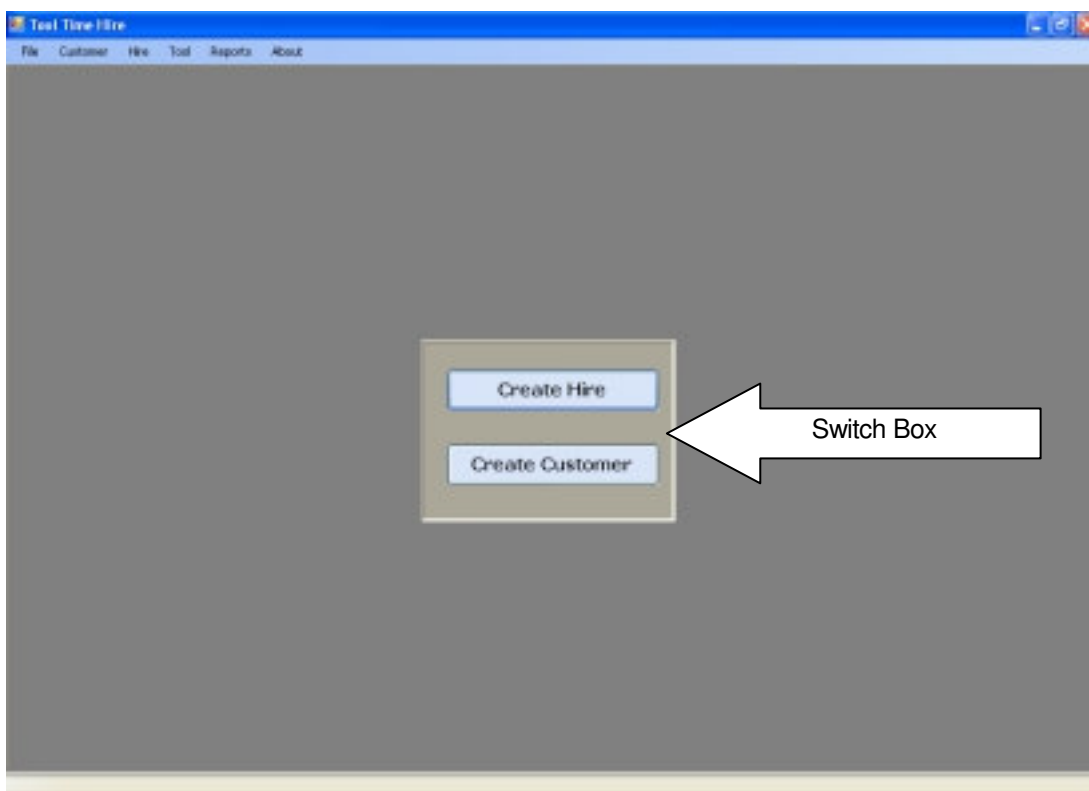 Tool Time Hire
File Customer Hire Tool Reports About
Create Hire
Switch Box
Create Customer